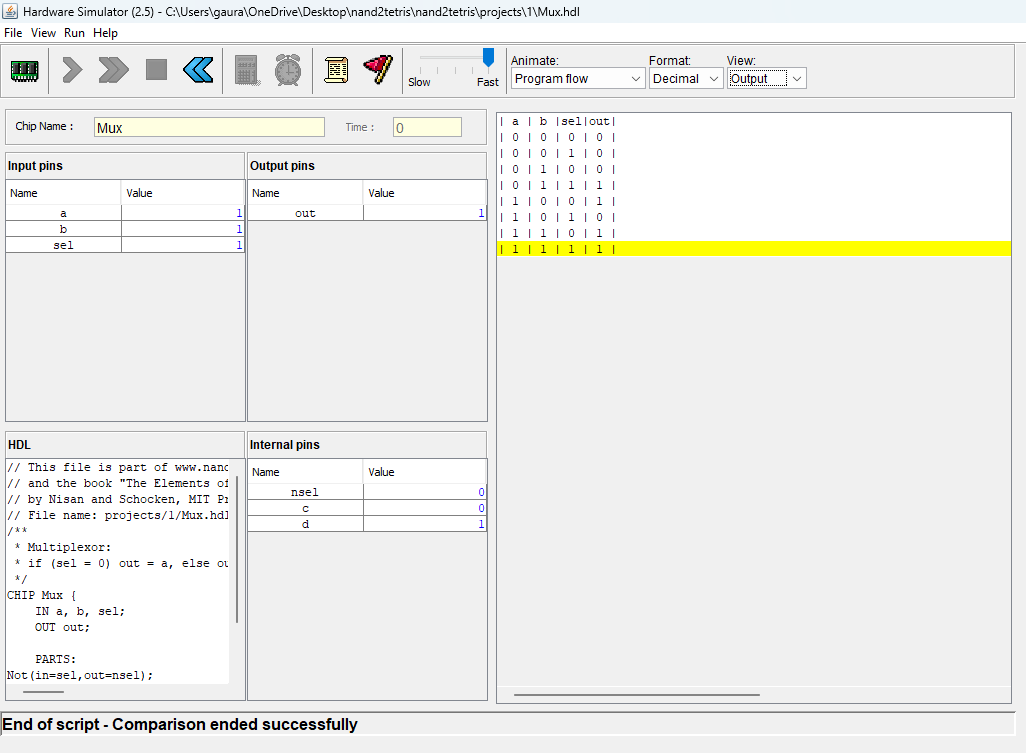 Hardware Simulator (2.5) - C:\Users\gaura\OneDrive\Desktop\nand2tetris\nand2tetris\projects\1\Mux.hdl
File View Run Help
Slow Fast
Animate: Format: View:
Program flow Decimal Output
Chip Name : Mux Time : 0
Input pins
Name Value
a 1
b 1
sel 1
Output pins
Name Value
out 1
HDL
// This file is part of www.nand
// and the book "The Elements of
// by Nisan and Schocken, MIT Pr
// File name: projects/1/Mux.hdl
/**
* Multiplexor:
* if (sel = 0) out = a, else ou
*/
CHIP Mux {
IN a, b, sel;
OUT out;
PARTS:
Not(in=sel,out=nsel);
Internal pins
Name Value
nsel 0
c 0
d 1
| a | b |sel|out|
| 0 | 0 | 0 | 0 |
| 0 | 0 | 1 | 0 |
| 0 | 1 | 0 | 0 |
| 0 | 1 | 1 | 1 |
| 1 | 0 | 0 | 1 |
| 1 | 0 | 1 | 0 |
| 1 | 1 | 0 | 1 |
| 1 | 1 | 1 | 1 |
End of script - Comparison ended successfully